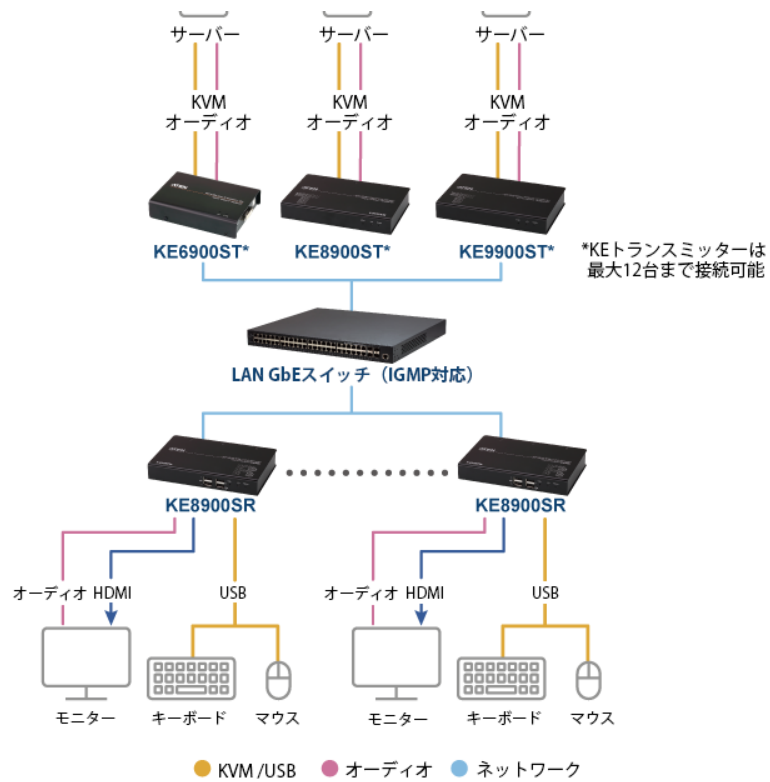 サーバー サーバー サーバー
KVM KVM KVM
オーディオ オーディオ オーディオ
KE6900ST* KE8900ST* KE9900ST*
*KEトランスミッターは
最大12台まで接続可能
LAN GbEスイッチ（IGMP対応）
KE8900SR KE8900SR
オーディオ HDMI USB オーディオ HDMI USB
モニター キーボード マウス モニター キーボード マウス
KVM /USB オーディオ ネットワーク